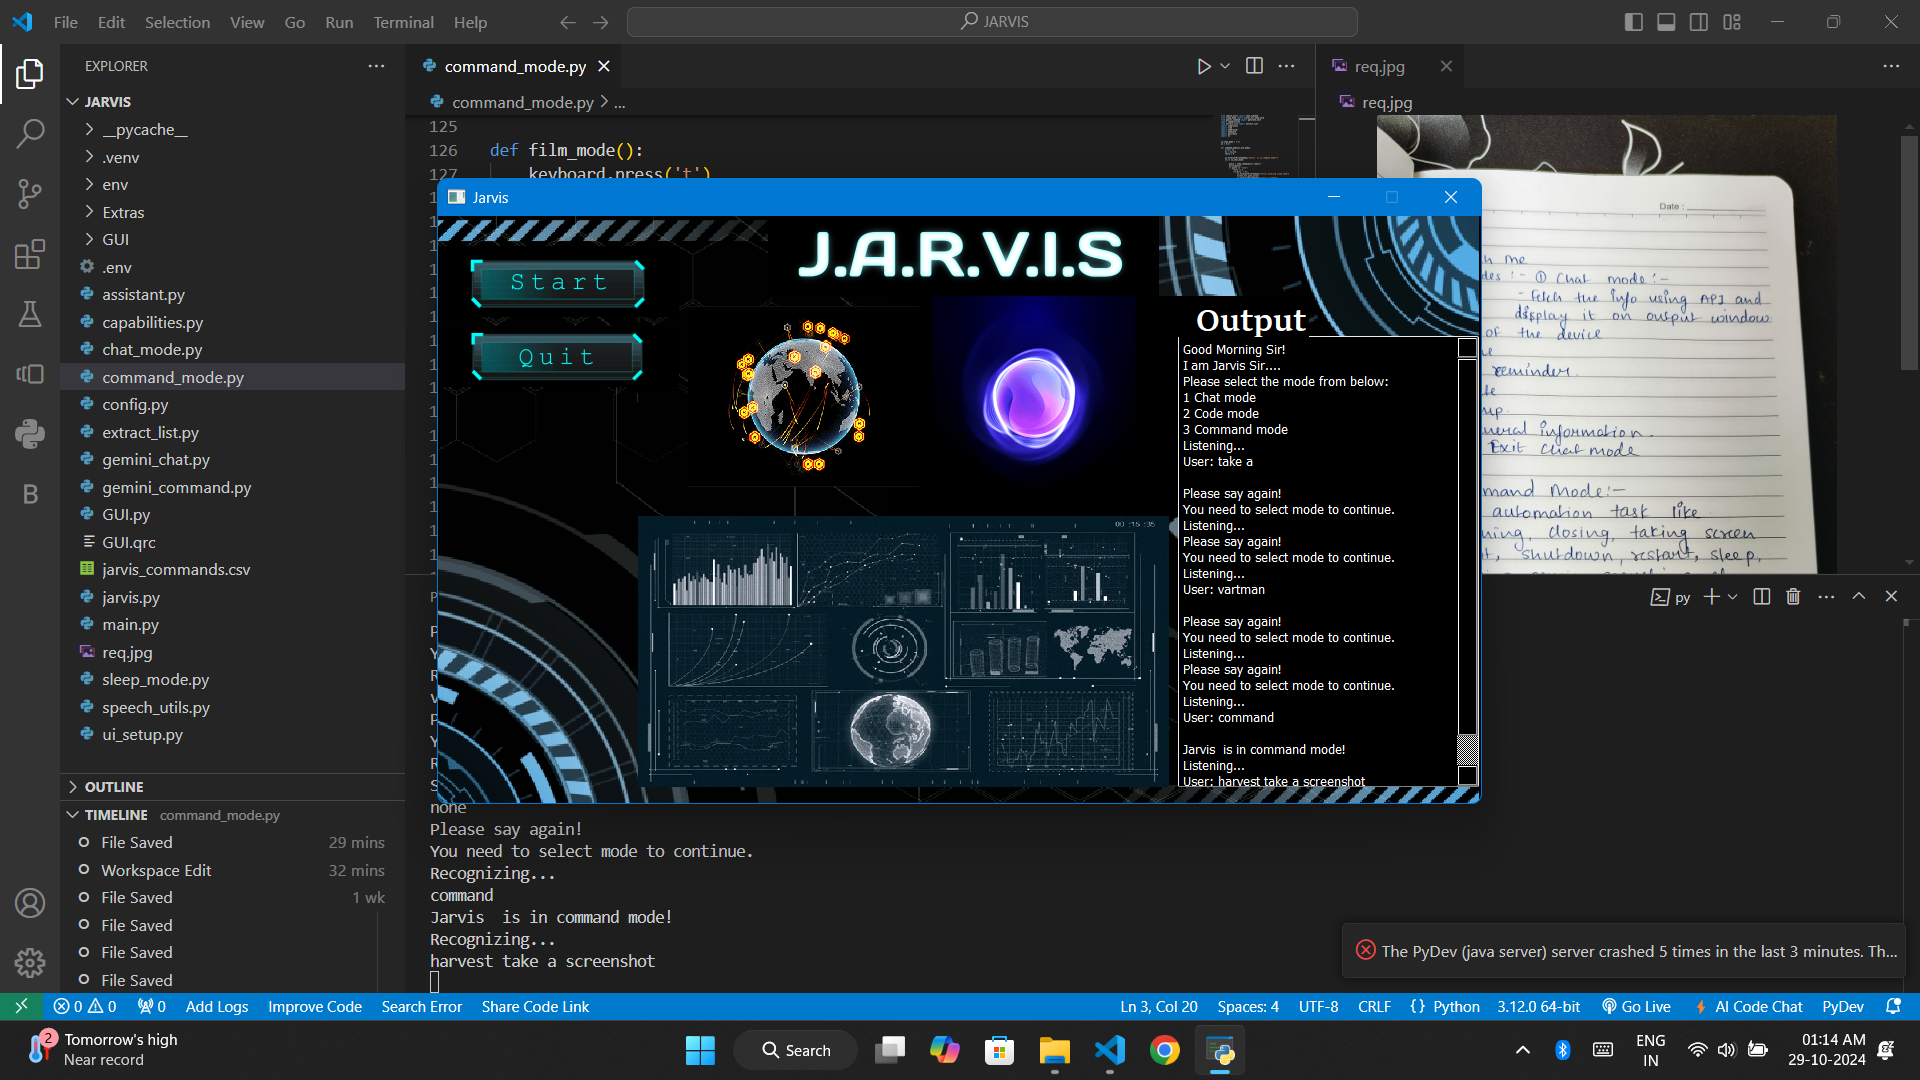 File Edit Selection View Go Run Terminal Help
JARVIS
EXPLORER
JARVIS
__pycache__
.venv
env
Extras
GUI
.env
assistant.py
capabilities.py
chat_mode.py
command_mode.py
config.py
extract_list.py
gemini_chat.py
gemini_command.py
GUI.py
GUI.qrc
jarvis_commands.csv
jarvis.py
main.py
req.jpg
sleep_mode.py
speech_utils.py
ui_setup.py
OUTLINE
TIMELINE command_mode.py
File Saved 29 mins
Workspace Edit 32 mins
File Saved 1 wk
File Saved
File Saved
File Saved
command_mode.py
command_mode.py > ...
125
126 def film_mode():
127 keyboard.press('t')
req.jpg
req.jpg
Date :
me
des :- ① Chat mode :-
- Fetch the info using API and
display it on output window
of the device
reminder.
up.
neral information.
Exit chat mode
mmand Mode:-
automation task like
ning, closing, taking screen
t, shutdown, restart, sleep,
Jarvis
J.A.R.V.I.S
Start
Quit
Output
Good Morning Sir!
I am Jarvis Sir....
Please select the mode from below:
1 Chat mode
2 Code mode
3 Command mode
Listening...
User: take a
Please say again!
You need to select mode to continue.
Listening...
Please say again!
You need to select mode to continue.
Listening...
User: vartman
Please say again!
You need to select mode to continue.
Listening...
Please say again!
You need to select mode to continue.
Listening...
User: command
Jarvis  is in command mode!
Listening...
User: harvest take a screenshot
00 :15 :35
py
none
Please say again!
You need to select mode to continue.
Recognizing...
command
Jarvis  is in command mode!
Recognizing...
harvest take a screenshot
The PyDev (java server) server crashed 5 times in the last 3 minutes. Th...
0 0 0 Add Logs Improve Code Search Error Share Code Link
Ln 3, Col 20 Spaces: 4 UTF-8 CRLF {} Python 3.12.0 64-bit Go Live AI Code Chat PyDev
2 Tomorrow's high
Near record
Search
ENG
IN
01:14 AM
29-10-2024